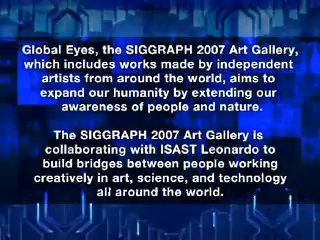 Global Eyes, the SIGGRAPH 2007 Art Gallery,
which includes works made by independent
artists from around the world, aims to
expand our humanity by extending our
awareness of people and nature.
The SIGGRAPH 2007 Art Gallery is
collaborating with ISAST Leonardo to
build bridges between people working
creatively in art, science, and technology
all around the world.